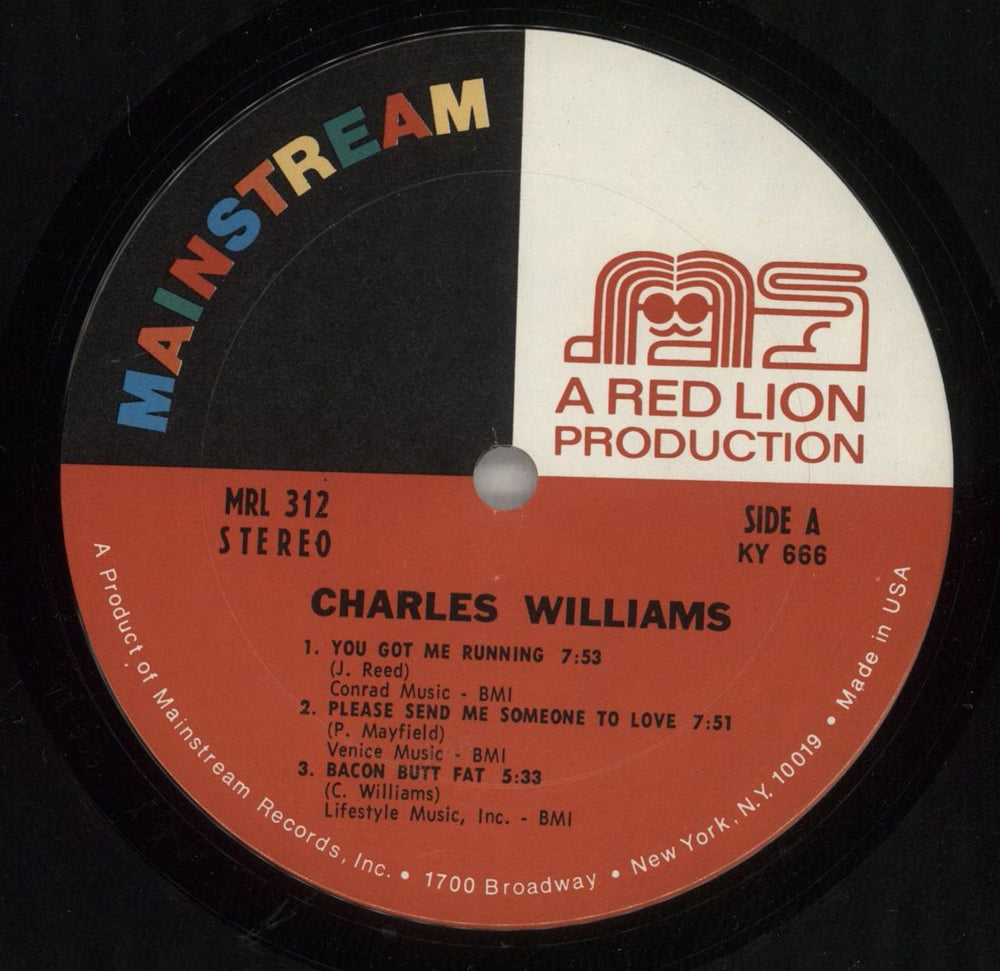 MAINSTREAM
A RED LION
PRODUCTION
MRL 312
STEREO
SIDE A
KY 666
CHARLES WILLIAMS
1. YOU GOT ME RUNNING 7:53
(J. Reed)
Conrad Music - BMI
2. PLEASE SEND ME SOMEONE TO LOVE 7:51
(P. Mayfield)
Venice Music - BMI
3. BACON BUTT FAT 5:33
(C. Williams)
Lifestyle Music, Inc. - BMI
A Product of Mainstream Records, Inc. • 1700 Broadway • New York, N.Y. 10019 • Made in USA